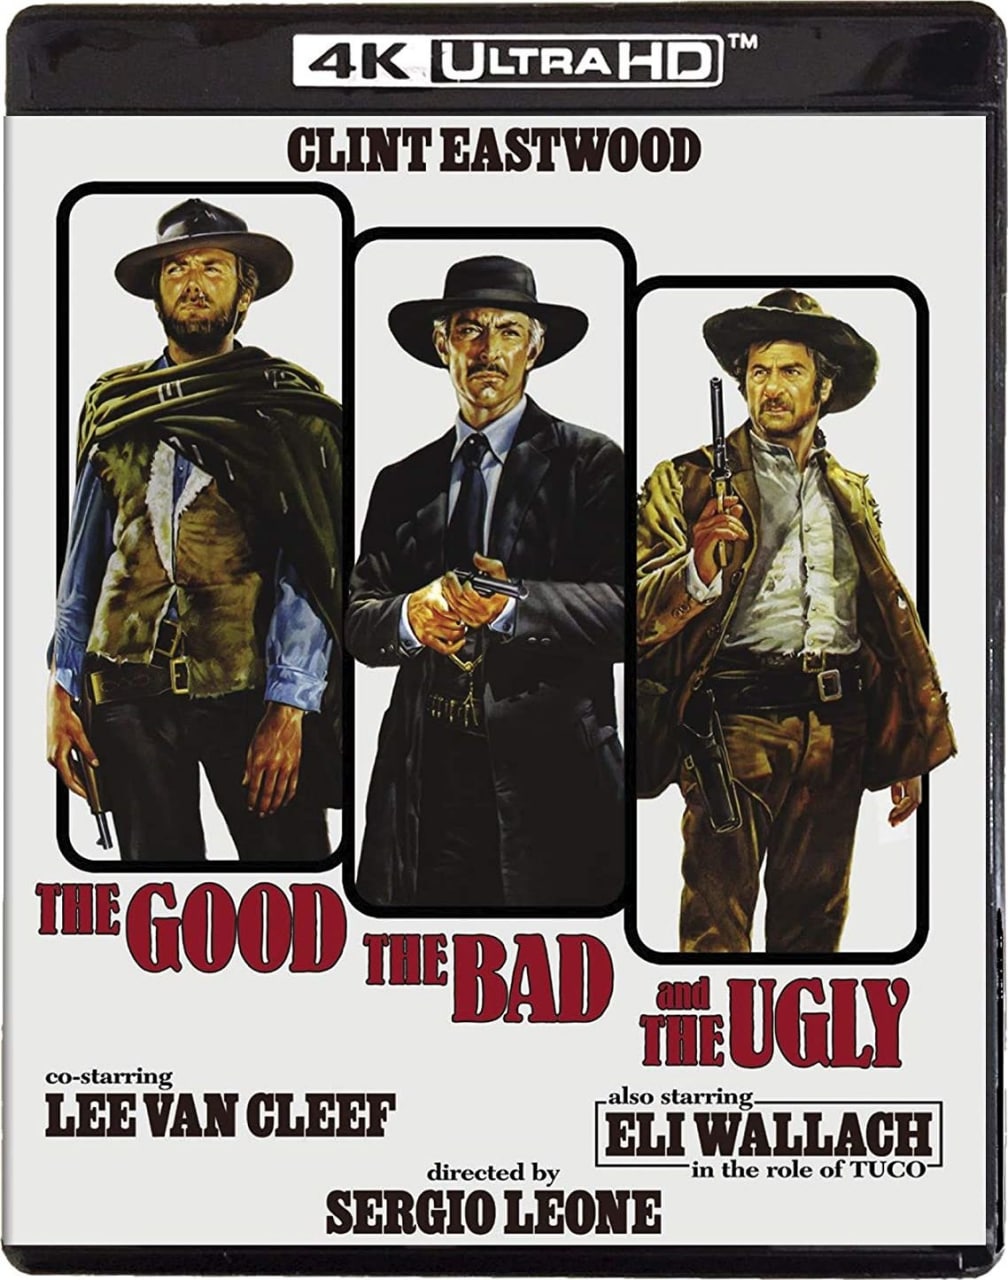 4K ULTRA HD™
CLINT EASTWOOD
THE GOOD
THE BAD
and
THE UGLY
co-starring
LEE VAN CLEEF
also starring
ELI WALLACH
in the role of TUCO
directed by
SERGIO LEONE